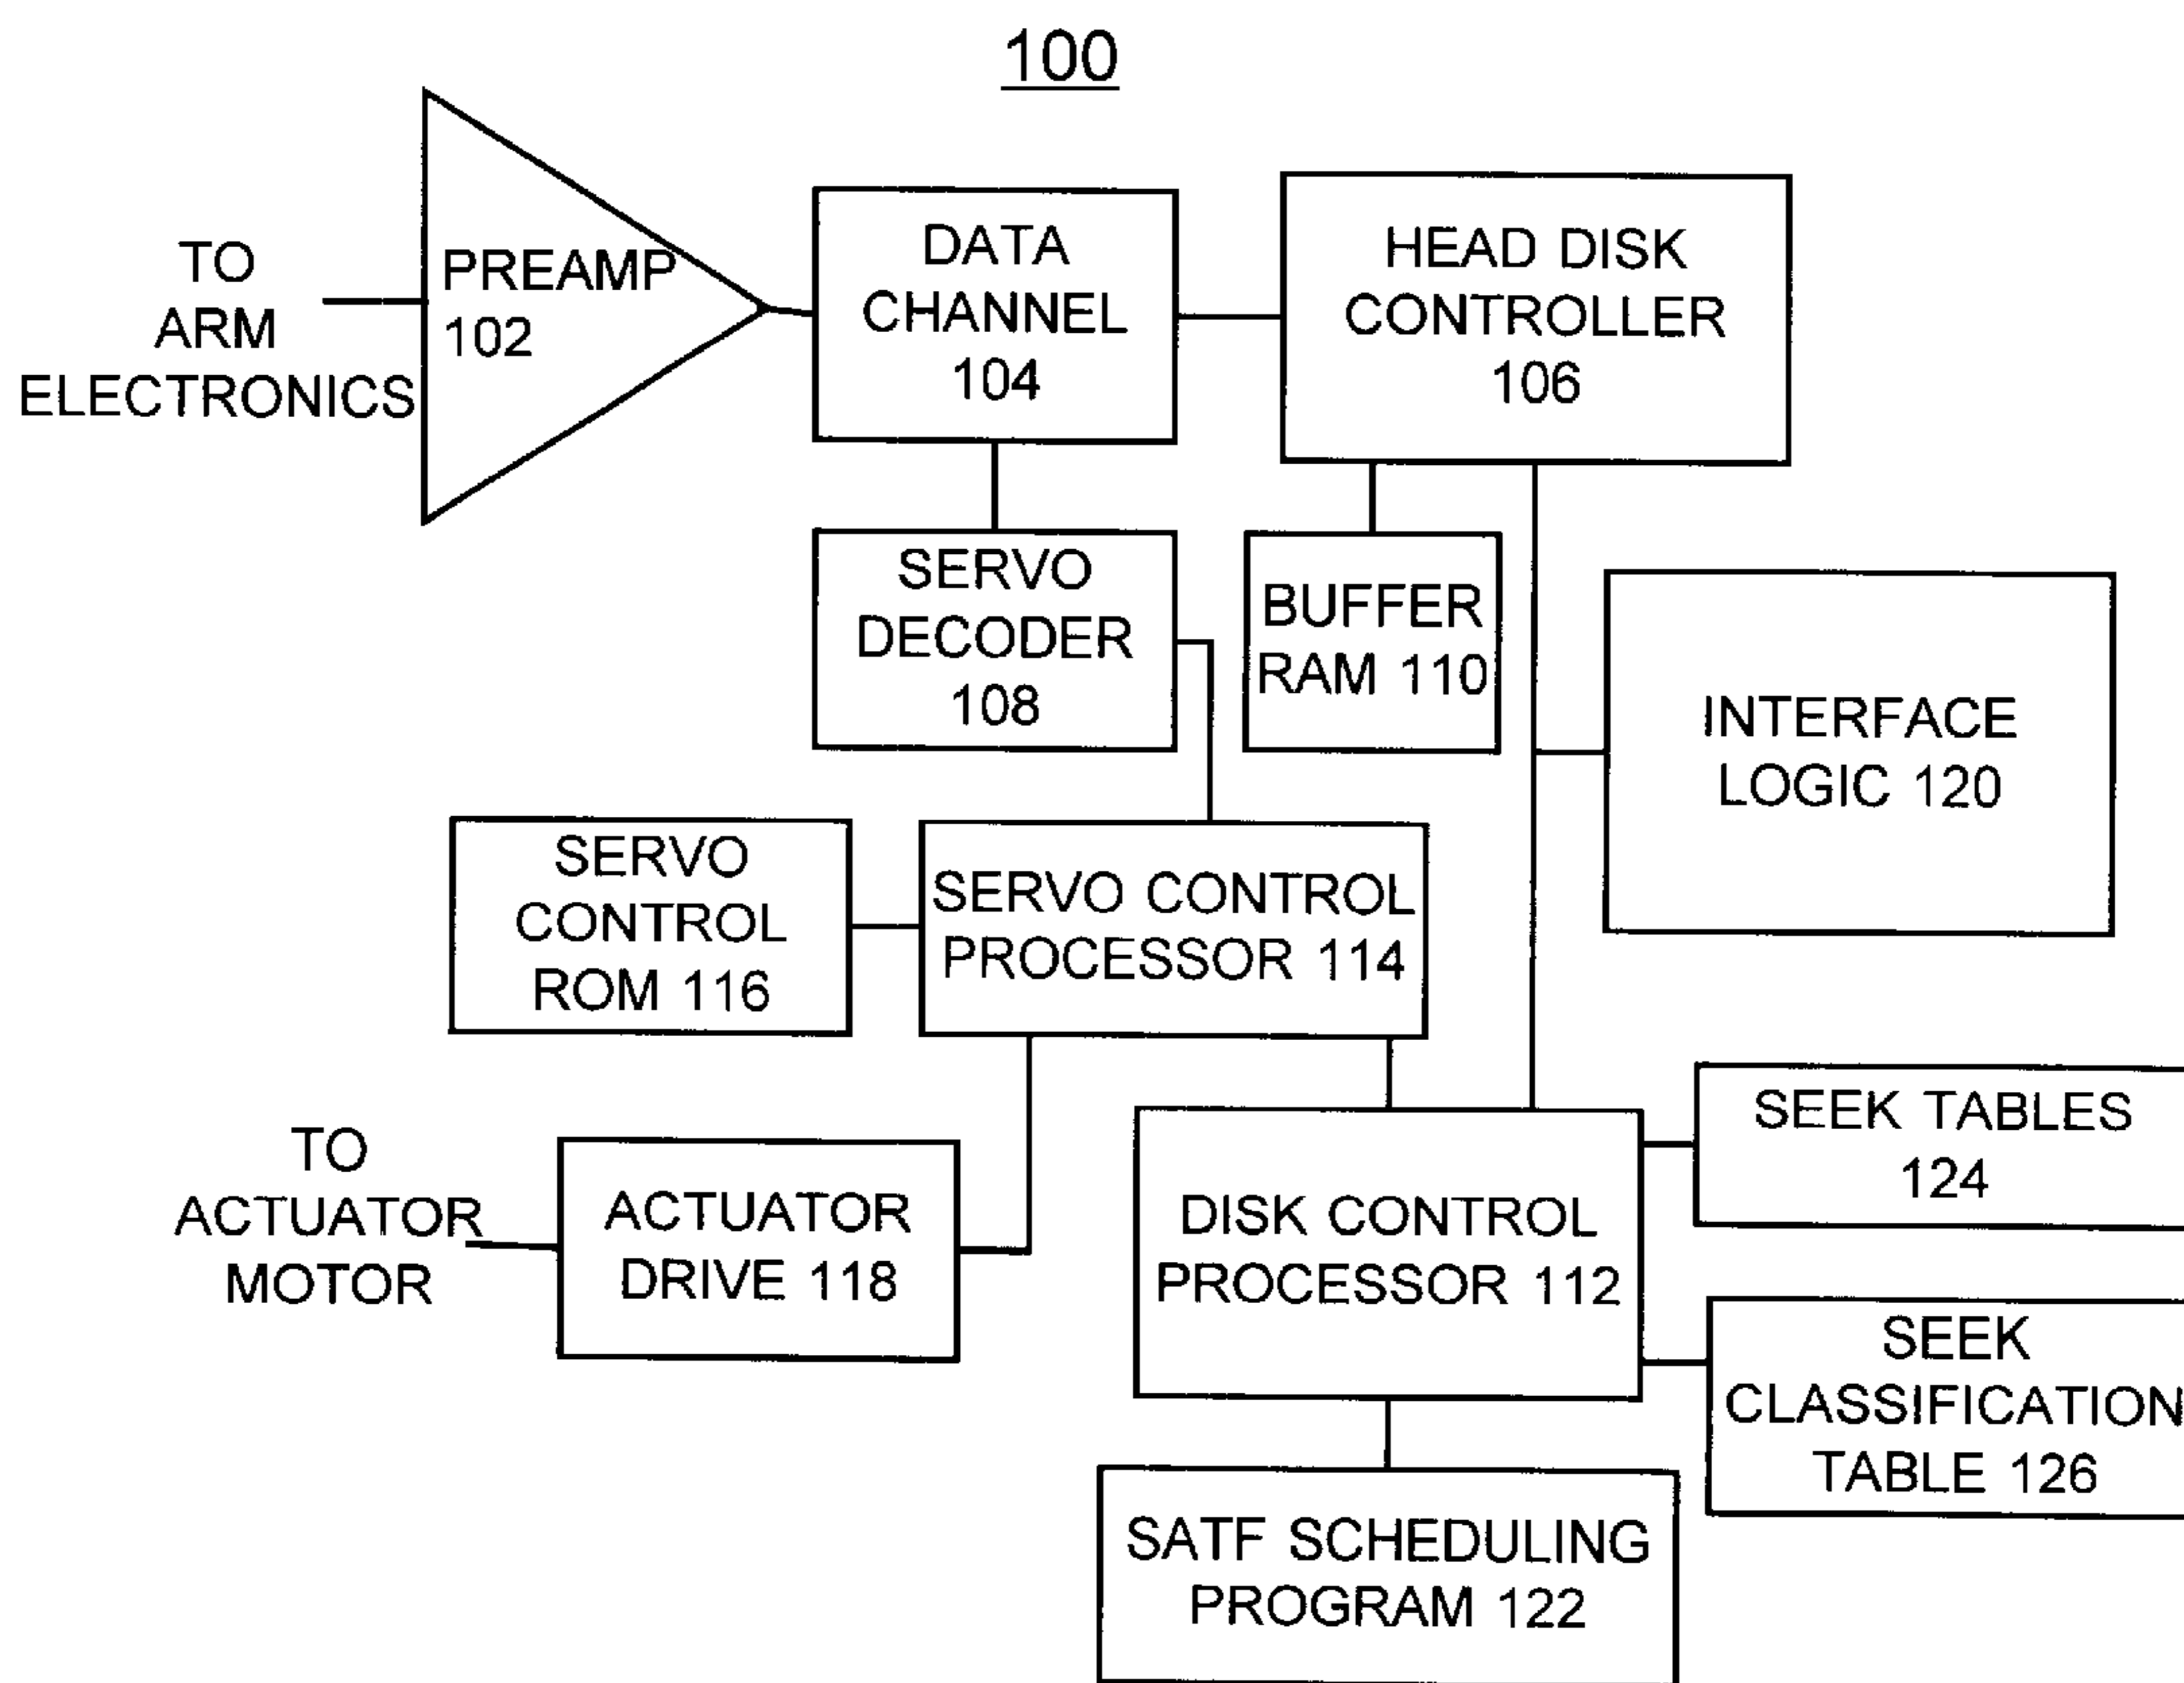 100
TO
ARM
ELECTRONICS
PREAMP
102
DATA
CHANNEL
104
HEAD DISK
CONTROLLER
106
SERVO
DECODER
108
BUFFER
RAM 110
INTERFACE
LOGIC 120
SERVO
CONTROL
ROM 116
SERVO CONTROL
PROCESSOR 114
TO
ACTUATOR
MOTOR
ACTUATOR
DRIVE 118
DISK CONTROL
PROCESSOR 112
SEEK TABLES
124
SEEK
CLASSIFICATION
TABLE 126
SATF SCHEDULING
PROGRAM 122